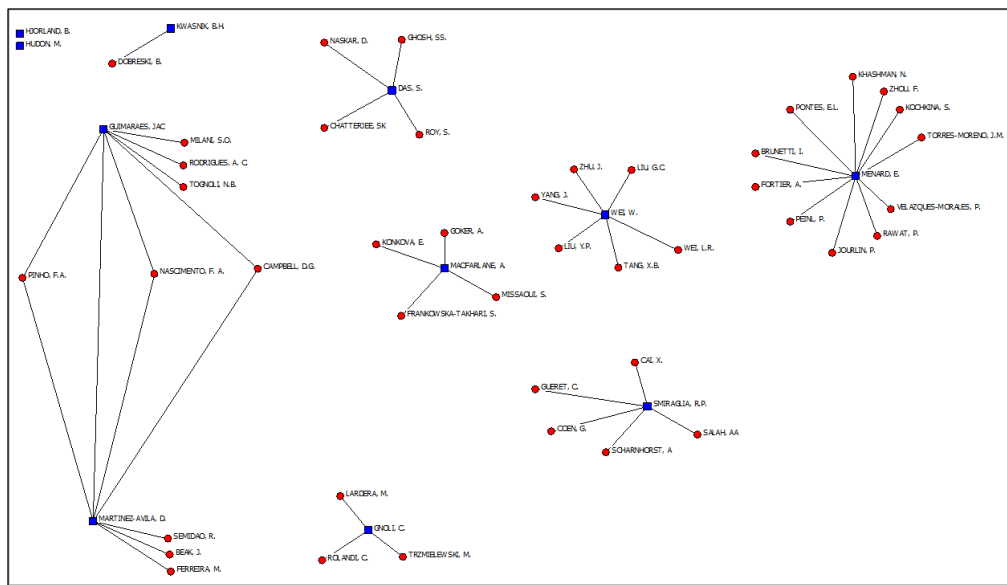 HJORLAND, B.
HUDON, M.
KWASNIK, B.H.
DOBRESKI, B.
NASKAR, D.
GHOSH, SS.
DAS, S.
CHATTERJEE, SK
ROY, S.
KHASHMAN, N.
ZHOU, F.
PONTES, E.L.
KOCHKINA, S.
TORRES-MORENO, J.M.
BRUNETTI, I.
MENARD, E.
FORTIER, A.
VELAZQUES-MORALES, P.
PEINL, P.
RAWAT, P.
JOURLIN, P.
GUIMARAES, JAC
MILANI, S.O.
RODRIGUES, A. C.
TOGNOLI, N.B.
PINHO, F.A.
NASCIMENTO, F. A.
CAMPBELL, D.G.
ZHU, J.
LIU, G.C.
YANG, J.
WEI, W.
LIU, Y.P.
WEI, L.R.
TANG, X.B.
GOKER, A.
KONKOVA, E.
MACFARLANE, A.
MISSAOUI, S.
FRANKOWSKA-TAKHARI, S.
CAI, X.
GUERET, C.
SMIRAGLIA, R.P.
COEN, G.
SALAH, AA
SCHARNHORST, A
MARTINEZ-AVILA, D.
SEMIDAO, R.
BEAK, J.
FERREIRA, M.
LARDERA, M.
GNOLI, C.
ROLANDI, C.
TRZMIELEWSKI, M.